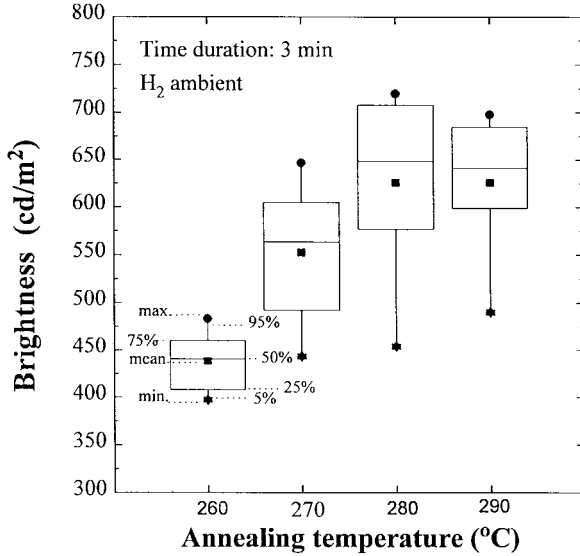 Time duration: 3 min
H2 ambient
800
750
700
650
600
550
500
450
400
350
300
Brightness (cd/m2)
max
95%
75%
mean
50%
25%
min
5%
260 270 280 290
Annealing temperature (oC)